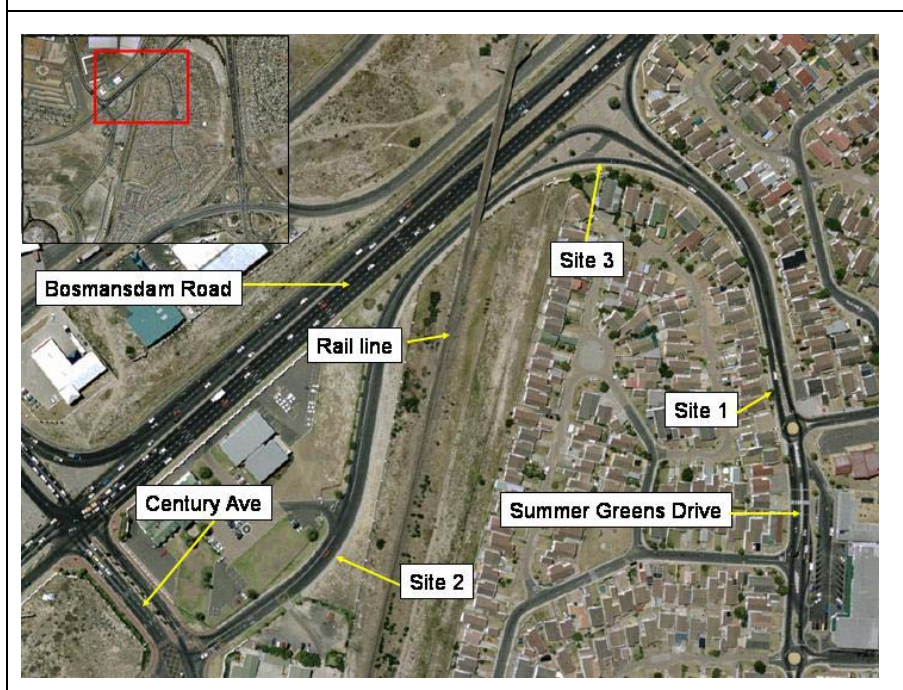 Site 3
Bosmansdam Road
Rail line
Site 1
Century Ave
Summer Greens Drive
Site 2